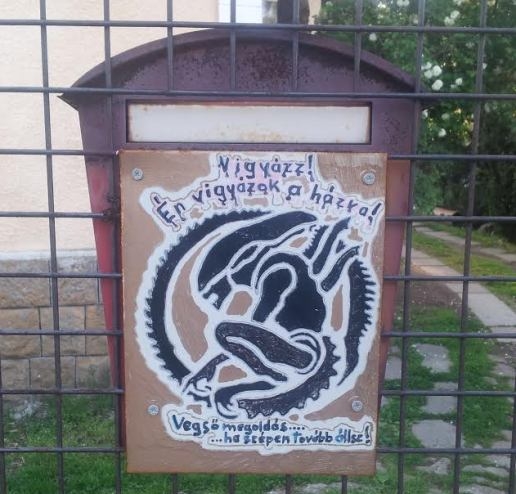 Vigyázz!
Én vigyázok a házra!
Végső megoldás....
...ha szépen tovább állsz!